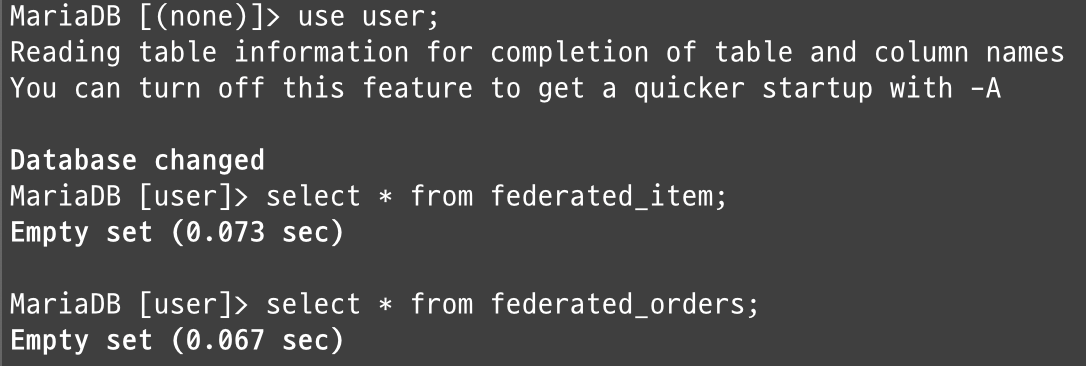 MariaDB [(none)]> use user;
Reading table information for completion of table and column names
You can turn off this feature to get a quicker startup with -A
Database changed
MariaDB [user]> select * from federated_item;
Empty set (0.073 sec)
MariaDB [user]> select * from federated_orders;
Empty set (0.067 sec)